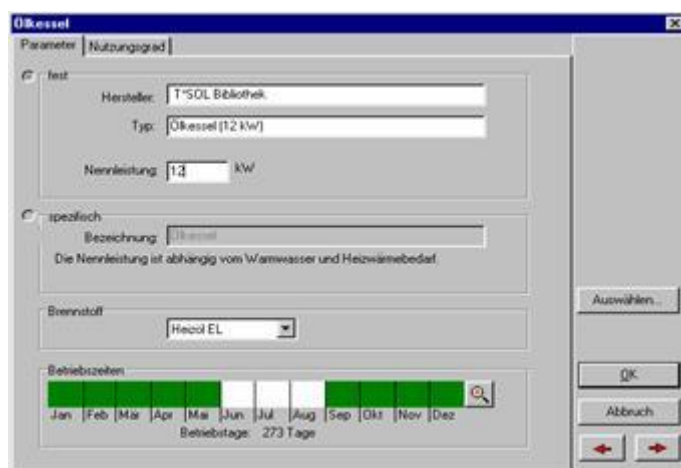 Ölkessel
Parameter Nutzungsgrad
fest
Hersteller: T*SOL Bibliothek
Typ: Ölkessel (12 kW)
Nennleistung: 12 kW
spezifisch
Bezeichnung: Ölkessel
Die Nennleistung ist abhängig vom Warmwasser und Heizwärmebedarf.
Brennstoff
Heizöl EL
Betriebszeiten
Jan Feb Mär Apr Mai Jun Jul Aug Sep Okt Nov Dez
Betriebstage: 273 Tage
Auswählen...
OK
Abbruch